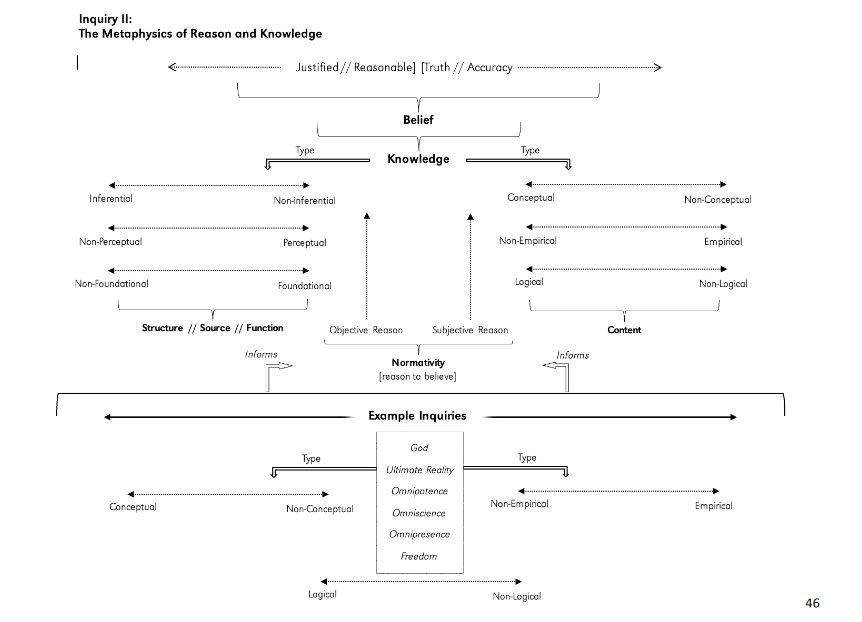 Inquiry II:
The Metaphysics of Reason and Knowledge
Justified // Reasonable] [Truth // Accuracy
Belief
Type
Type
Knowledge
Inferential
Non-inferential
Conceptual
Non-Conceptual
Non-Perceptual
Perceptual
Non-Empirical
Empirical
Non-Foundational
Foundational
Logical
Non-Logical
Structure // Source // Function
Objective Reason
Subjective Reason
Content
Informs
Normativity
[reason to believe]
Informs
Example Inquiries
God
Type
Ultimate Reality
Type
Omnipotence
Conceptual
Non-Conceptual
Omniscience
Non-Empirical
Empirical
Omnipresence
Freedom
Logical
Non-Logical
46